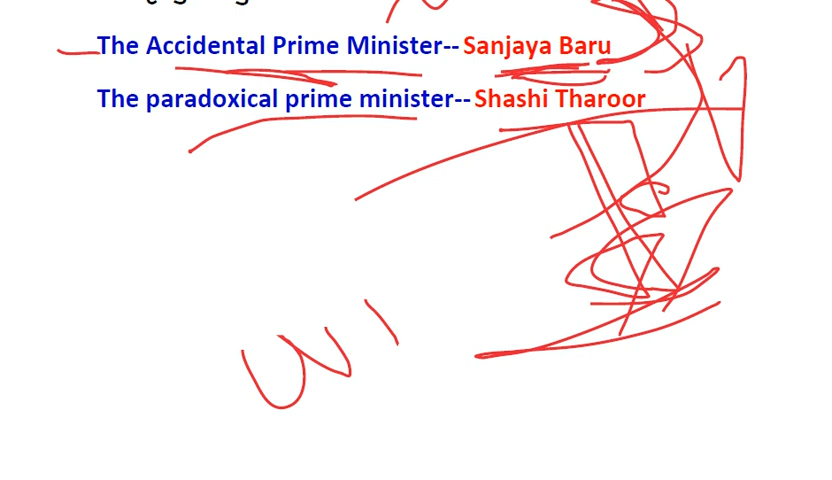 The Accidental Prime Minister-- Sanjaya Baru
The paradoxical prime minister-- Shashi Tharoor